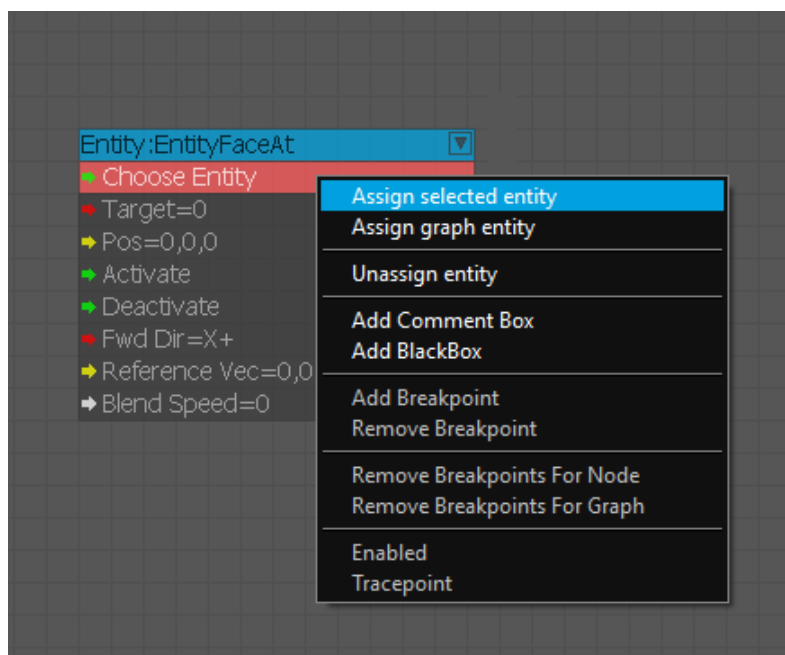 Entity:EntityFaceAt
Choose Entity
Target=0
Pos=0,0,0
Activate
Deactivate
Fwd Dir=X+
Reference Vec=0,0
Blend Speed=0
Assign selected entity
Assign graph entity
Unassign entity
Add Comment Box
Add BlackBox
Add Breakpoint
Remove Breakpoint
Remove Breakpoints For Node
Remove Breakpoints For Graph
Enabled
Tracepoint